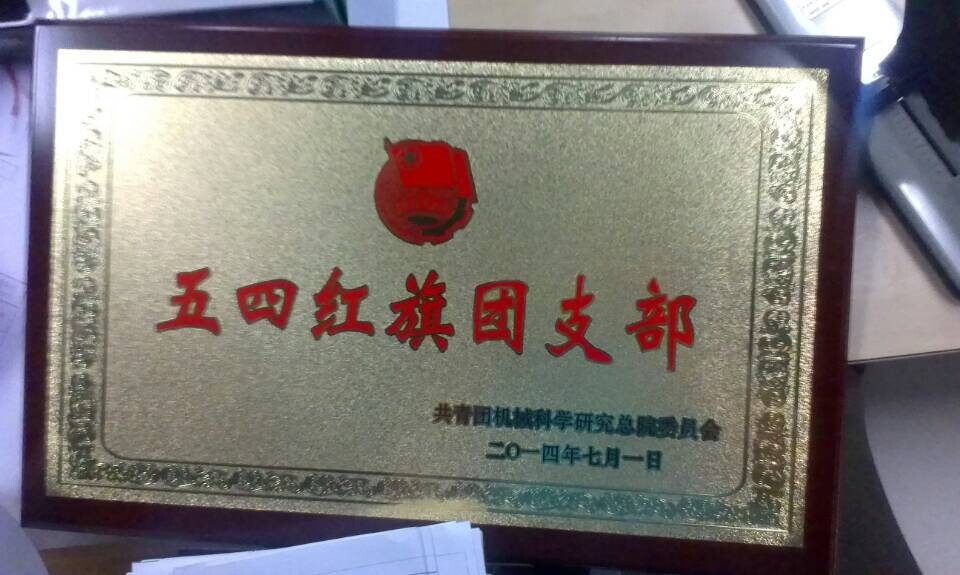 五四红旗团支部
共青团机械科学研究总院委员会
二〇一四年七月一日